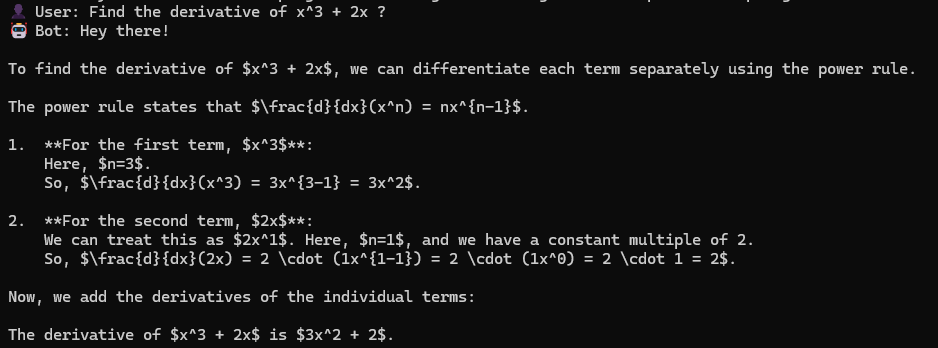 User: Find the derivative of x^3 + 2x ?
Bot: Hey there!
To find the derivative of $x^3 + 2x$, we can differentiate each term separately using the power rule.
The power rule states that $\frac{d}{dx}(x^n) = nx^{n-1}$.
1.  **For the first term, $x^3$**:
    Here, $n=3$.
    So, $\frac{d}{dx}(x^3) = 3x^{3-1} = 3x^2$.
2.  **For the second term, $2x$**:
    We can treat this as $2x^1$. Here, $n=1$, and we have a constant multiple of 2.
    So, $\frac{d}{dx}(2x) = 2 \cdot (1x^{1-1}) = 2 \cdot (1x^0) = 2 \cdot 1 = 2$.
Now, we add the derivatives of the individual terms:
The derivative of $x^3 + 2x$ is $3x^2 + 2$.